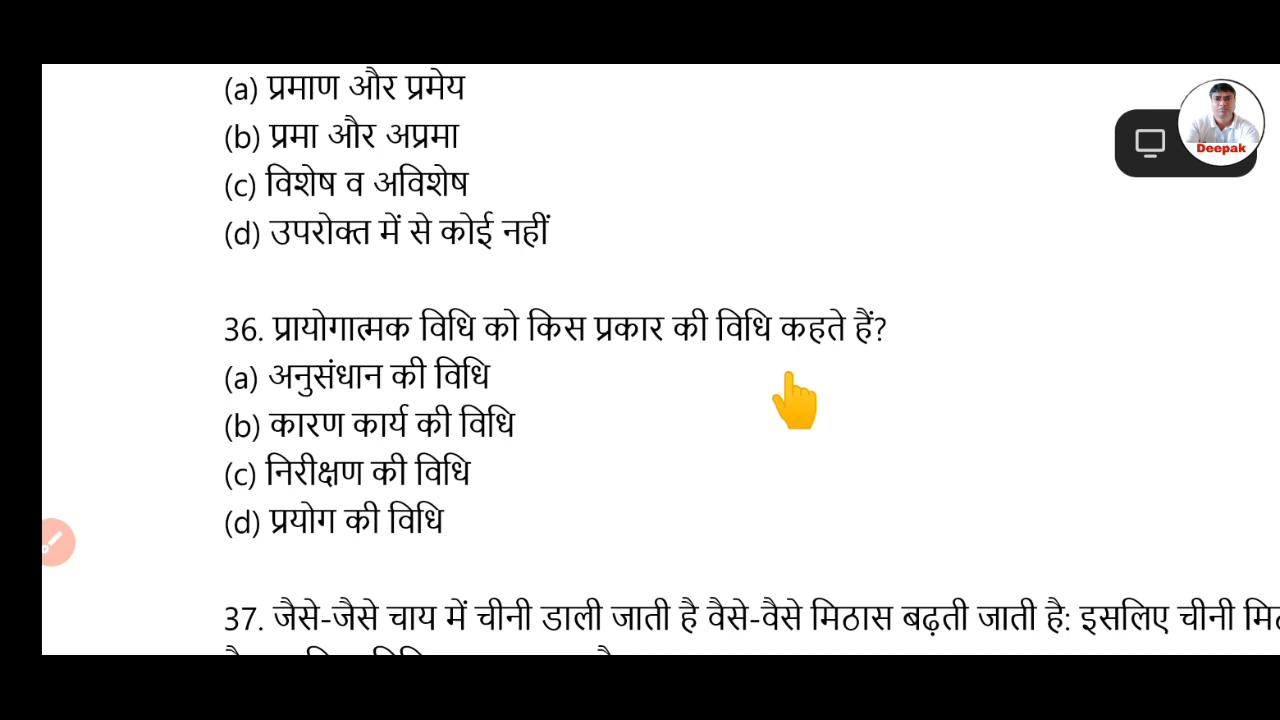 (a) प्रमाण और प्रमेय
(b) प्रमा और अप्रमा
(c) विशेष व अविशेष
(d) उपरोक्त में से कोई नहीं
Deepak
36. प्रायोगात्मक विधि को किस प्रकार की विधि कहते हैं?
(a) अनुसंधान की विधि
(b) कारण कार्य की विधि
(c) निरीक्षण की विधि
(d) प्रयोग की विधि
37. जैसे-जैसे चाय में चीनी डाली जाती है वैसे-वैसे मिठास बढ़ती जाती है: इसलिए चीनी